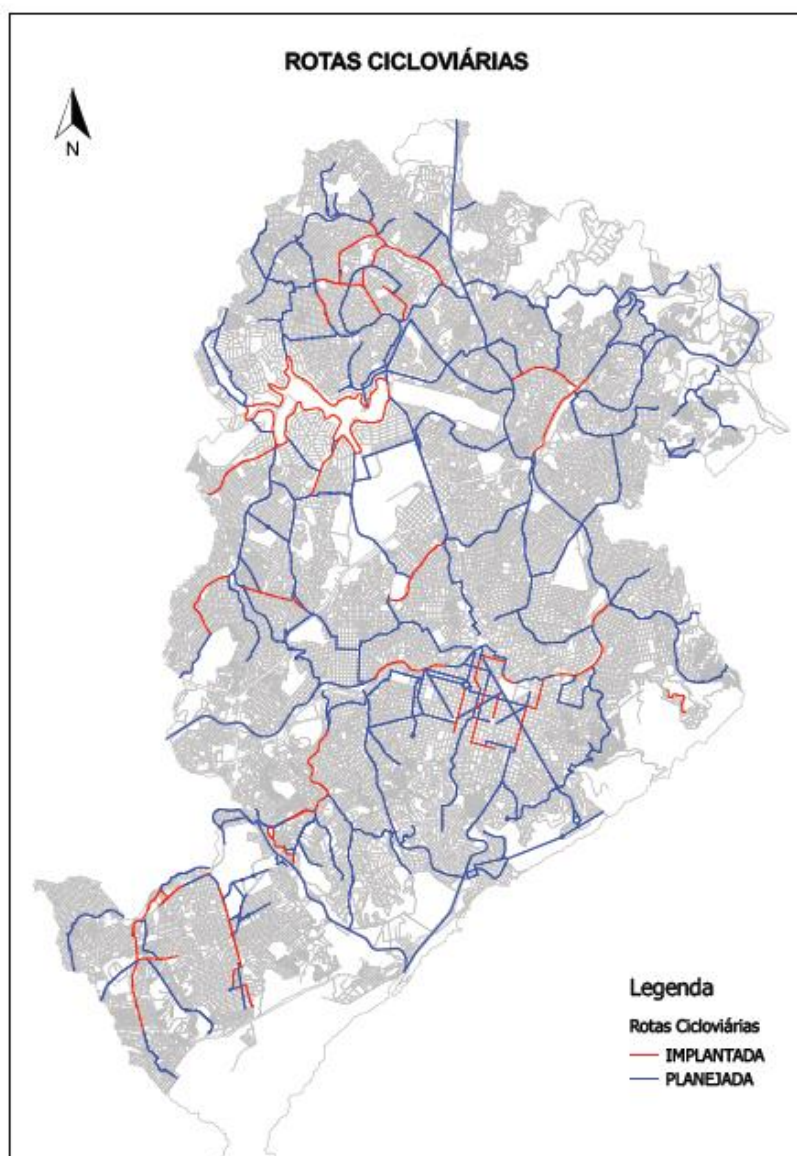 ROTAS CICLOVIÁRIAS
N
Legenda
Rotas Cicloviárias
IMPLANTADA
PLANEJADA